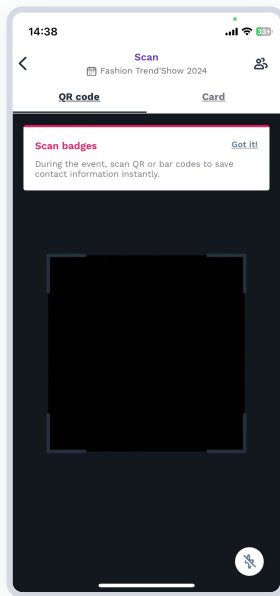 14:38
33
Scan
Fashion Trend'Show 2024
QR code
Card
Scan badges
Got it!
During the event, scan QR or bar codes to save
contact information instantly.